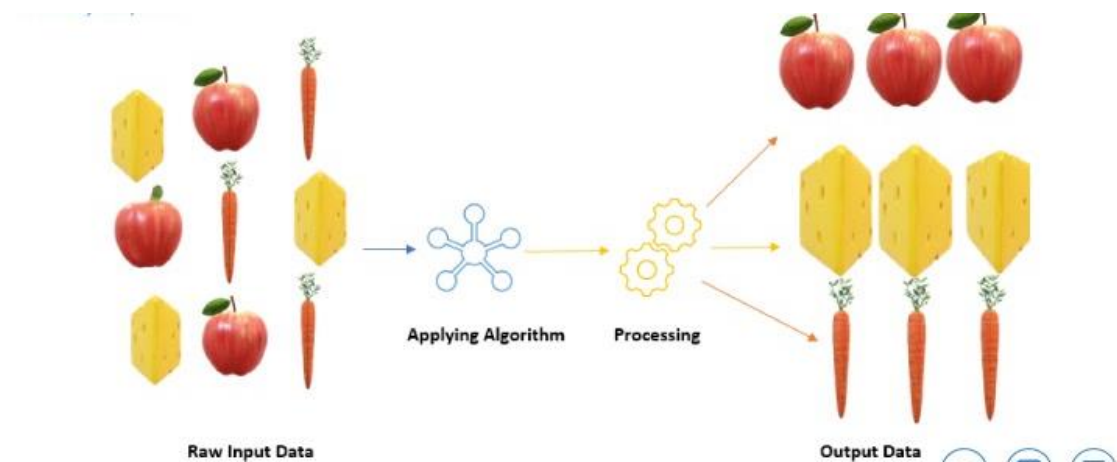 Applying Algorithm
Processing
Raw Input Data
Output Data